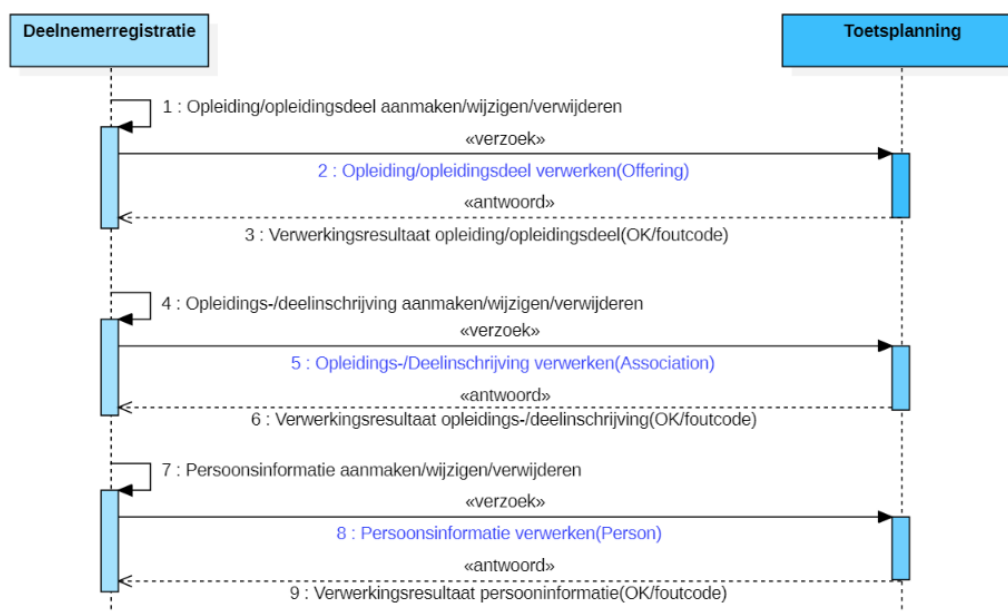 Deelnemerregistratie
Toetsplanning
1 : Opleiding/opleidingsdeel aanmaken/wijzigen/verwijderen
«verzoek»
2 : Opleiding/opleidingsdeel verwerken(Offering)
«antwoord»
3 : Verwerkingsresultaat opleiding/opleidingsdeel(OK/foutcode)
4 : Opleidings-/deelinschrijving aanmaken/wijzigen/verwijderen
«verzoek»
5 : Opleidings-/Deelinschrijving verwerken(Association)
«antwoord»
6 : Verwerkingsresultaat opleidings-/deelinschrijving(OK/foutcode)
7 : Persoonsinformatie aanmaken/wijzigen/verwijderen
«verzoek»
8 : Persoonsinformatie verwerken(Person)
«antwoord»
9 : Verwerkingsresultaat persooninformatie(OK/foutcode)